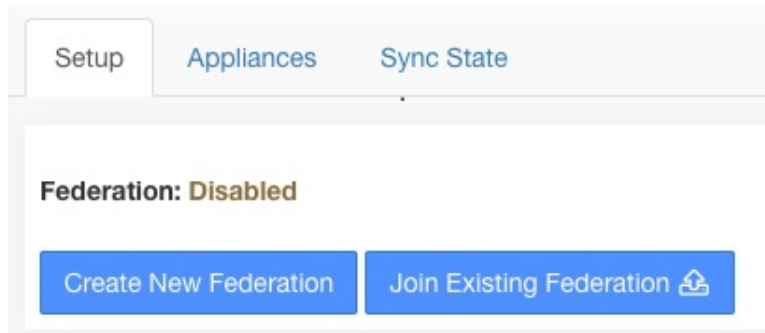 Setup Appliances Sync State
Federation: Disabled
Create New Federation Join Existing Federation